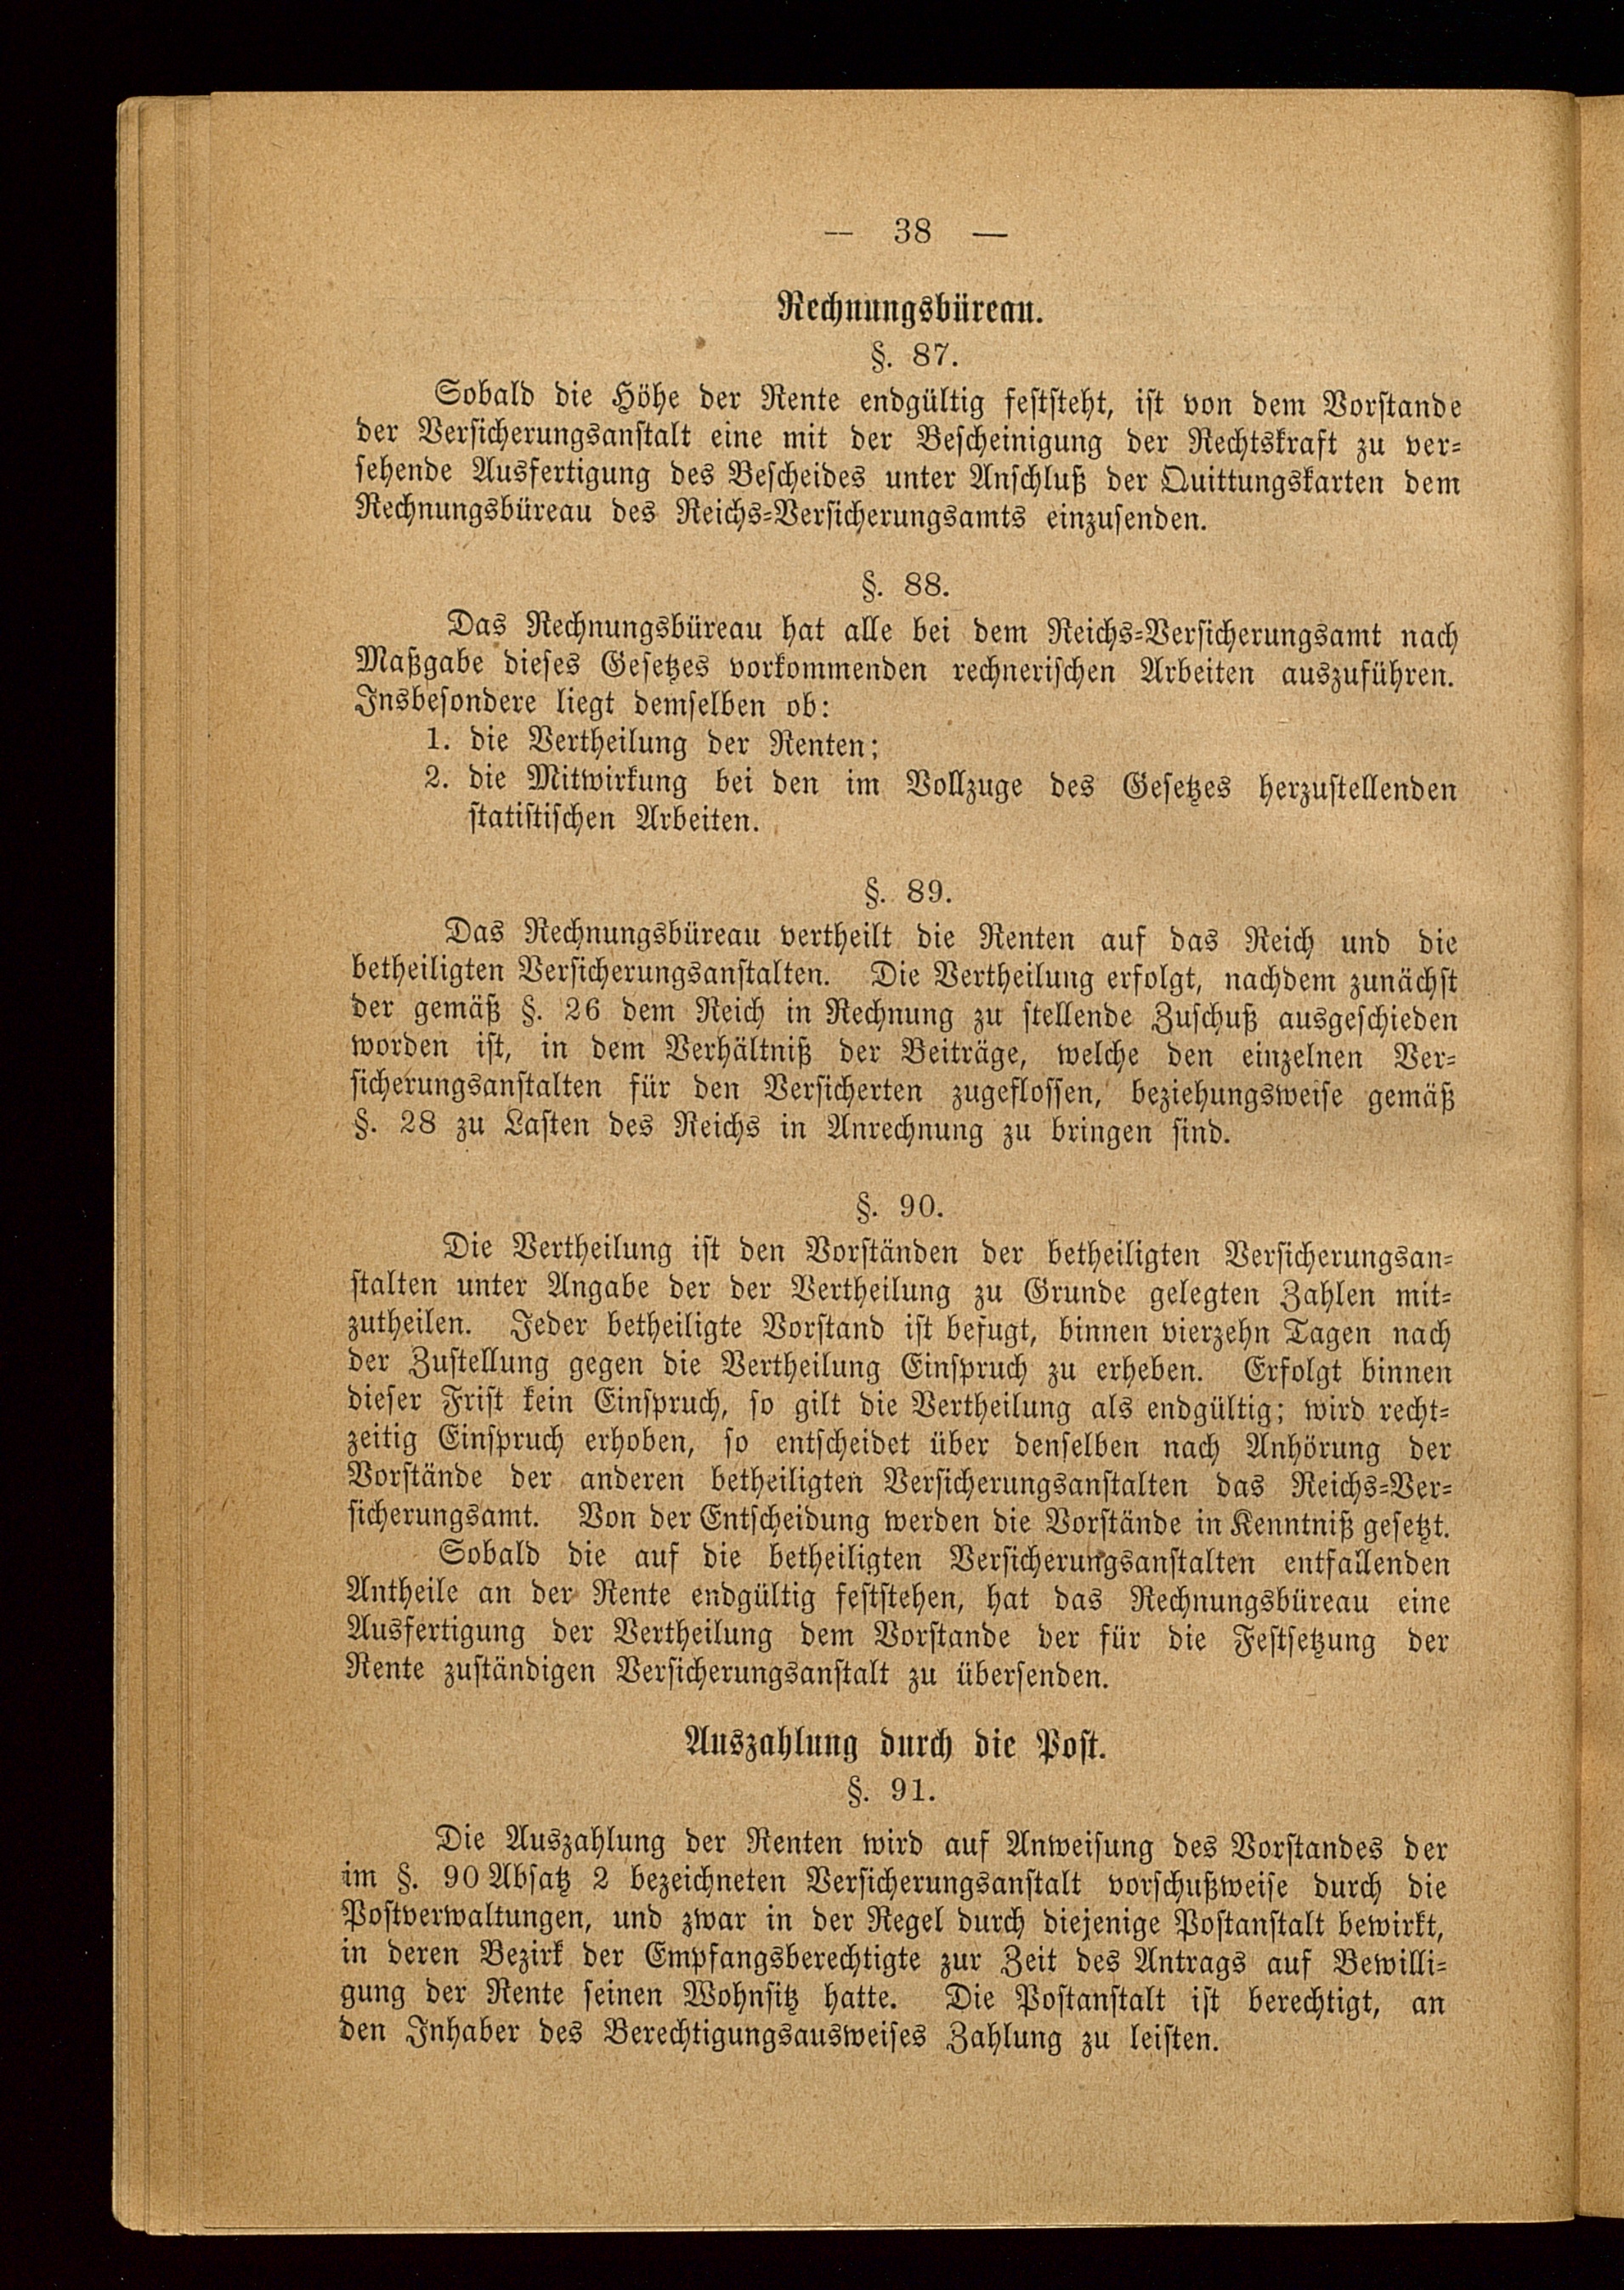 — 38 —
Rechnungsbüreau.
§. 87.
Sobald die Höhe der Rente endgültig feststeht, ist von dem Vorstande
der Versicherungsanstalt eine mit der Bescheinigung der Rechtskraft zu ver-
sehende Ausfertigung des Bescheides unter Anschluß der Quittungskarten dem
Rechnungsbüreau des Reichs-Versicherungsamts einzusenden.
§. 88.
Das Rechnungsbüreau hat alle bei dem Reichs-Versicherungsamt nach
Maßgabe dieses Gesetzes vorkommenden rechnerischen Arbeiten auszuführen.
Insbesondere liegt demselben ob:
1. die Vertheilung der Renten;
2. die Mitwirkung bei den im Vollzuge des Gesetzes herzustellenden
statistischen Arbeiten.
§. 89.
Das Rechnungsbüreau vertheilt die Renten auf das Reich und die
betheiligten Versicherungsanstalten. Die Vertheilung erfolgt, nachdem zunächst
der gemäß §. 26 dem Reich in Rechnung zu stellende Zuschuß ausgeschieden
worden ist, in dem Verhältniß der Beiträge, welche den einzelnen Ver-
sicherungsanstalten für den Versicherten zugeflossen, beziehungsweise gemäß
§. 28 zu Lasten des Reichs in Anrechnung zu bringen sind.
§. 90.
Die Vertheilung ist den Vorständen der betheiligten Versicherungsan-
stalten unter Angabe der der Vertheilung zu Grunde gelegten Zahlen mit-
zutheilen. Jeder betheiligte Vorstand ist befugt, binnen vierzehn Tagen nach
der Zustellung gegen die Vertheilung Einspruch zu erheben. Erfolgt binnen
dieser Frist kein Einspruch, so gilt die Vertheilung als endgültig; wird recht-
zeitig Einspruch erhoben, so entscheidet über denselben nach Anhörung der
Vorstände der anderen betheiligten Versicherungsanstalten das Reichs-Ver-
sicherungsamt. Von der Entscheidung werden die Vorstände in Kenntniß gesetzt.
Sobald die auf die betheiligten Versicherungsanstalten entfallenden
Antheile an der Rente endgültig feststehen, hat das Rechnungsbüreau eine
Ausfertigung der Vertheilung dem Vorstande der für die Festsetzung der
Rente zuständigen Versicherungsanstalt zu übersenden.
Auszahlung durch die Post.
§. 91.
Die Auszahlung der Renten wird auf Anweisung des Vorstandes der
im §. 90 Absatz 2 bezeichneten Versicherungsanstalt vorschußweise durch die
Postverwaltungen, und zwar in der Regel durch diejenige Postanstalt bewirkt,
in deren Bezirk der Empfangsberechtigte zur Zeit des Antrags auf Bewilli-
gung der Rente seinen Wohnsitz hatte. Die Postanstalt ist berechtigt, an
den Inhaber des Berechtigungsausweises Zahlung zu leisten.